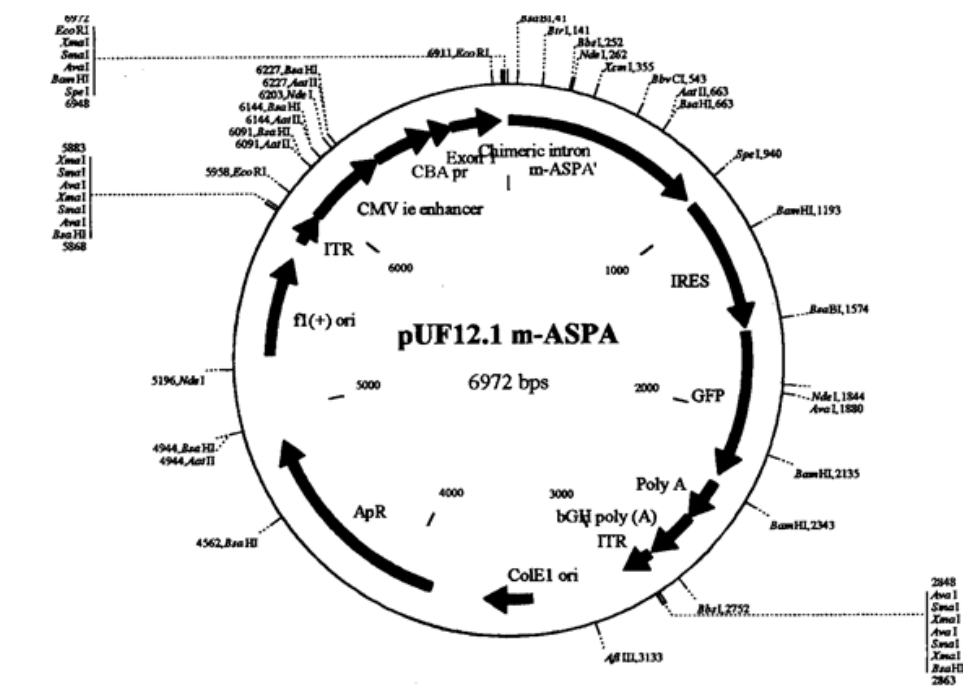 6972
EcoRI
XmaI
SmaI
AvaI
BamHI
SpeI
6948
6911, EcoRI
6227, BsaHI
6227, AatII
6203, NdeI
6144, BsaHI
6144, AatII
6091, BsaHI
6091, AatII
5958, EcoRI
5883
XmaI
SmaI
AvaI
XmaI
SmaI
AvaI
BsaHI
5868
5196, NdeI
4944, BsaHI
4944, AatII
4562, BsaHI
BsaBI, 41
BtrI, 141
BbsI, 252
NdeI, 262
XcmI, 355
BbvCI, 543
AatII, 663
BsaHI, 663
SpeI, 940
BamHI, 1193
BsaBI, 1574
NdeI, 1844
AvaI, 1880
BamHI, 2135
BamHI, 2343
BbsI, 2752
2848
AvaI
SmaI
XmaI
AvaI
SmaI
XmaI
BsaHI
2863
AflIII, 3133
Exon 1
Chimeric intron
CBA pr
m-ASPA'
CMV ie enhancer
ITR
f1(+) ori
IRES
GFP
Poly A
bGH poly (A)
ITR
ColE1 ori
ApR
6000
1000
5000
2000
4000
3000
pUF12.1 m-ASPA
6972 bps